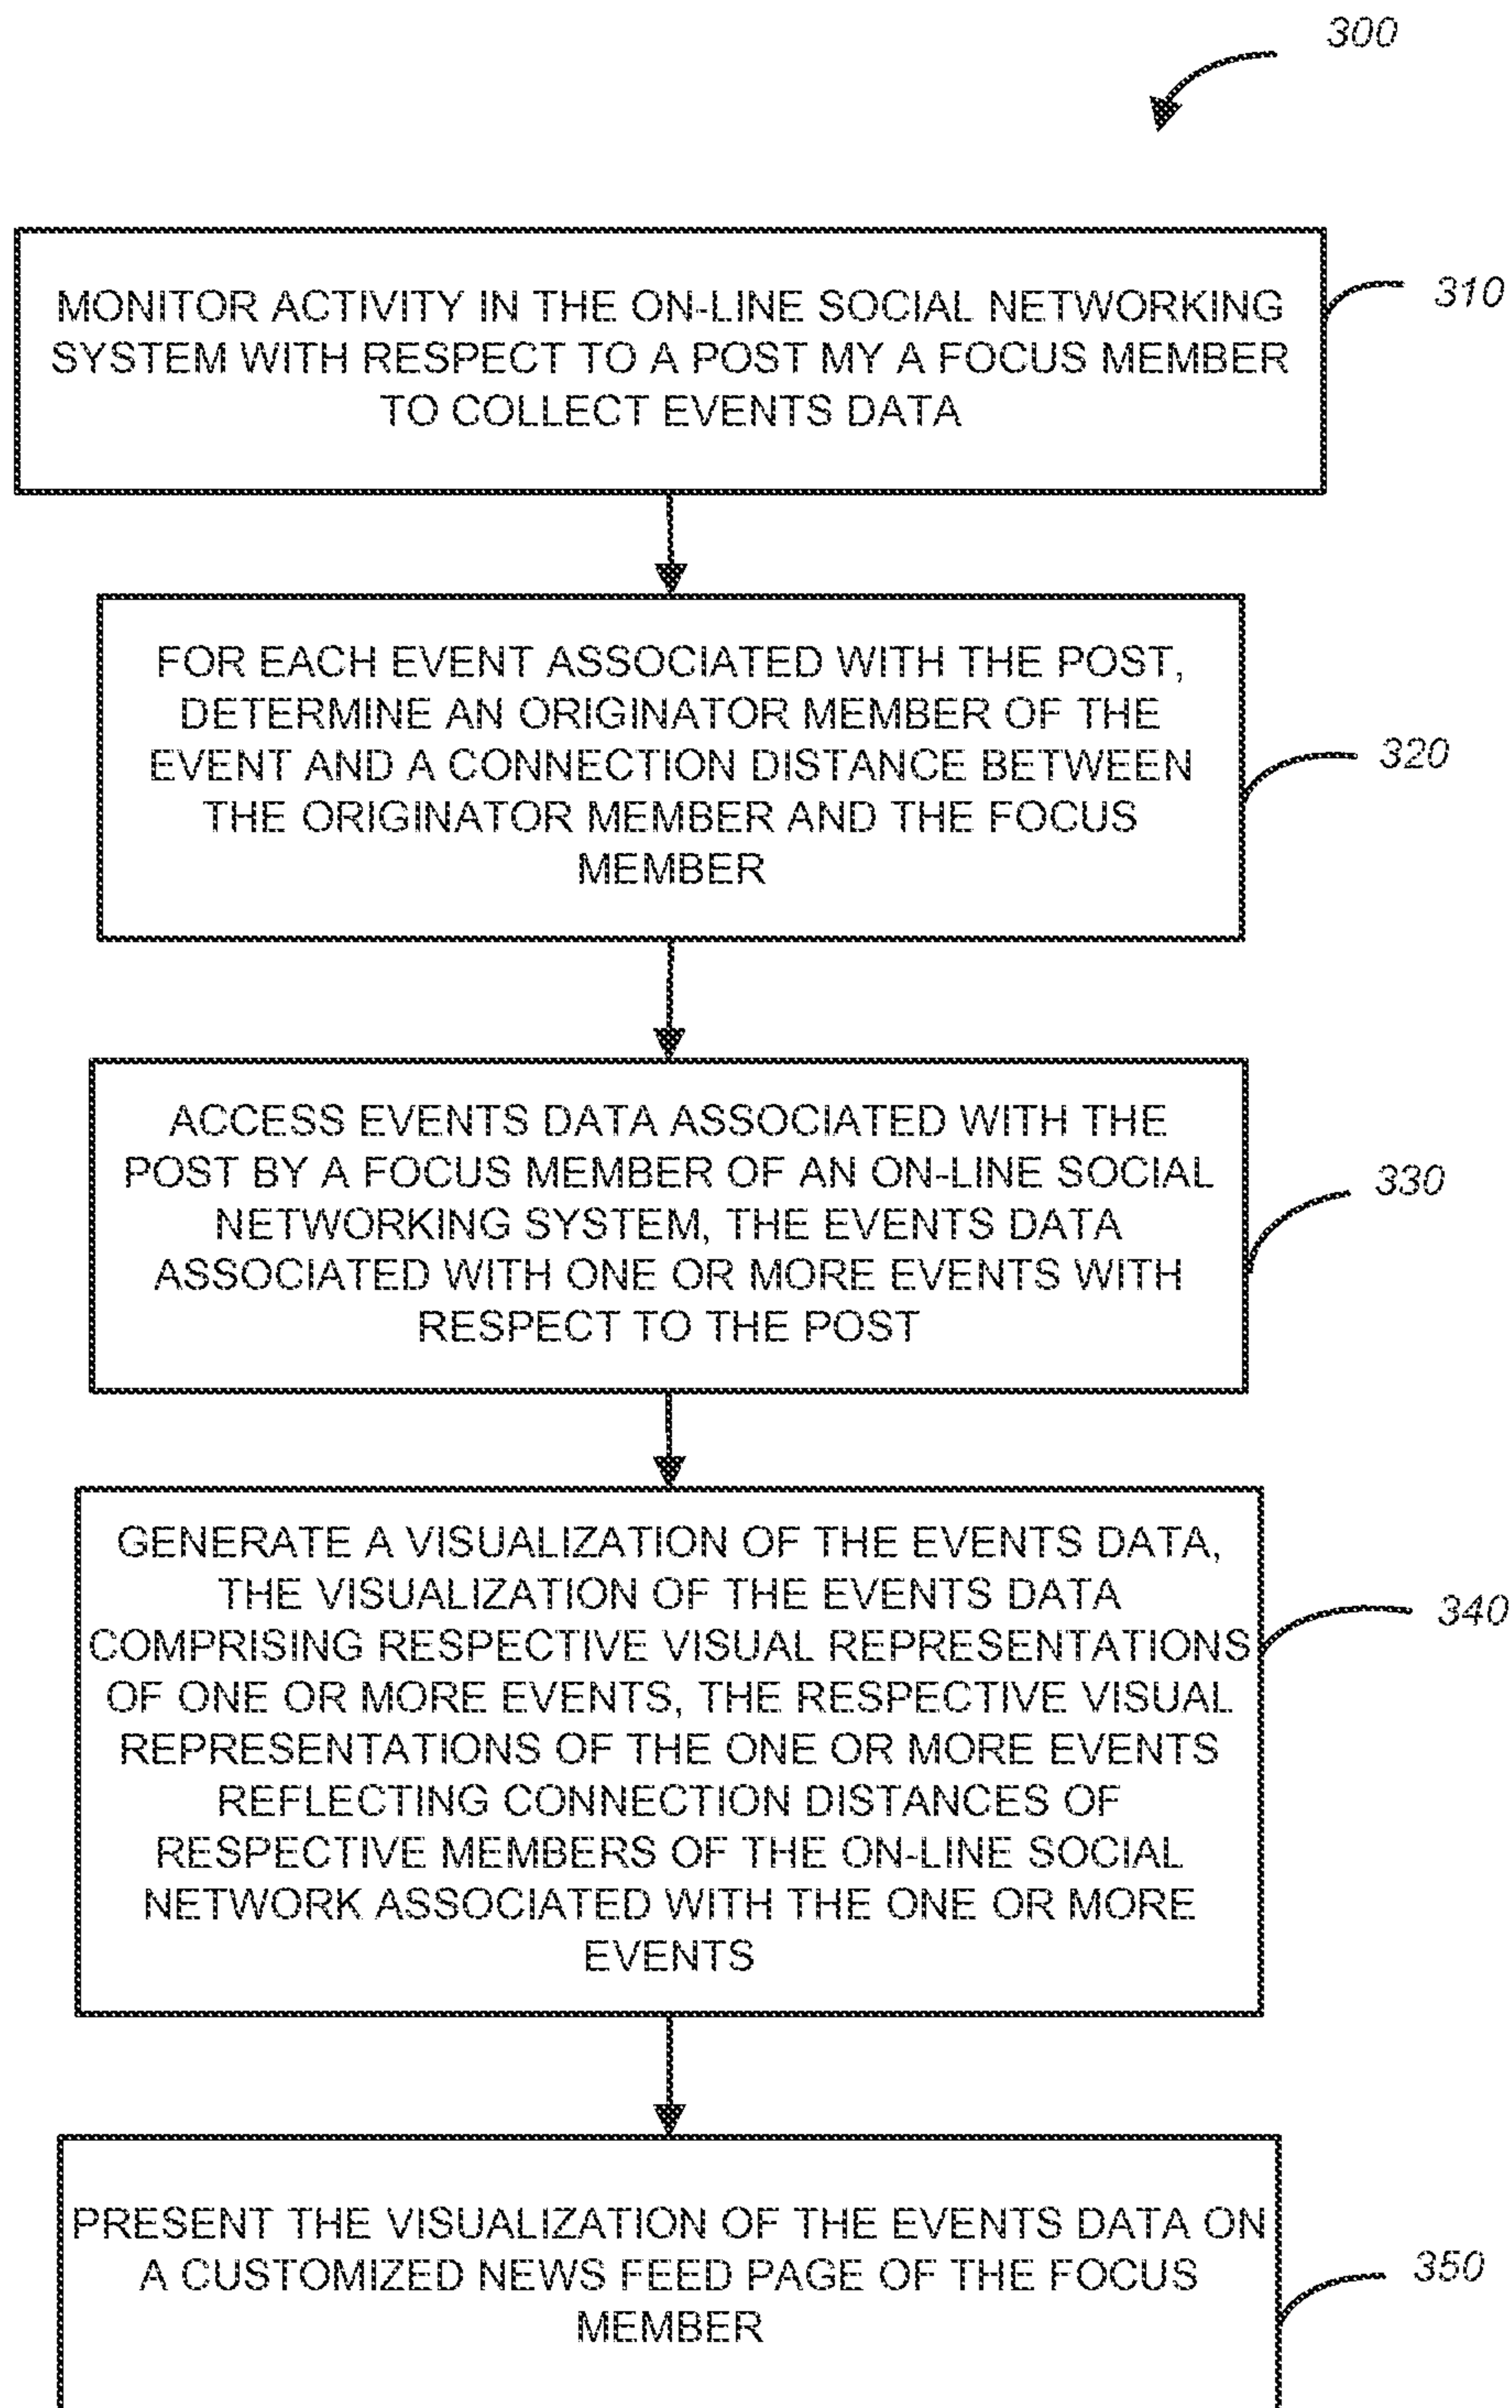 300
MONITOR ACTIVITY IN THE ON-LINE SOCIAL NETWORKING
SYSTEM WITH RESPECT TO A POST MY A FOCUS MEMBER
TO COLLECT EVENTS DATA
310
FOR EACH EVENT ASSOCIATED WITH THE POST,
DETERMINE AN ORIGINATOR MEMBER OF THE
EVENT AND A CONNECTION DISTANCE BETWEEN
THE ORIGINATOR MEMBER AND THE FOCUS
MEMBER
320
ACCESS EVENTS DATA ASSOCIATED WITH THE
POST BY A FOCUS MEMBER OF AN ON-LINE SOCIAL
NETWORKING SYSTEM, THE EVENTS DATA
ASSOCIATED WITH ONE OR MORE EVENTS WITH
RESPECT TO THE POST
330
GENERATE A VISUALIZATION OF THE EVENTS DATA,
THE VISUALIZATION OF THE EVENTS DATA
COMPRISING RESPECTIVE VISUAL REPRESENTATIONS
OF ONE OR MORE EVENTS, THE RESPECTIVE VISUAL
REPRESENTATIONS OF THE ONE OR MORE EVENTS
REFLECTING CONNECTION DISTANCES OF
RESPECTIVE MEMBERS OF THE ON-LINE SOCIAL
NETWORK ASSOCIATED WITH THE ONE OR MORE
EVENTS
340
PRESENT THE VISUALIZATION OF THE EVENTS DATA ON
A CUSTOMIZED NEWS FEED PAGE OF THE FOCUS
MEMBER
350